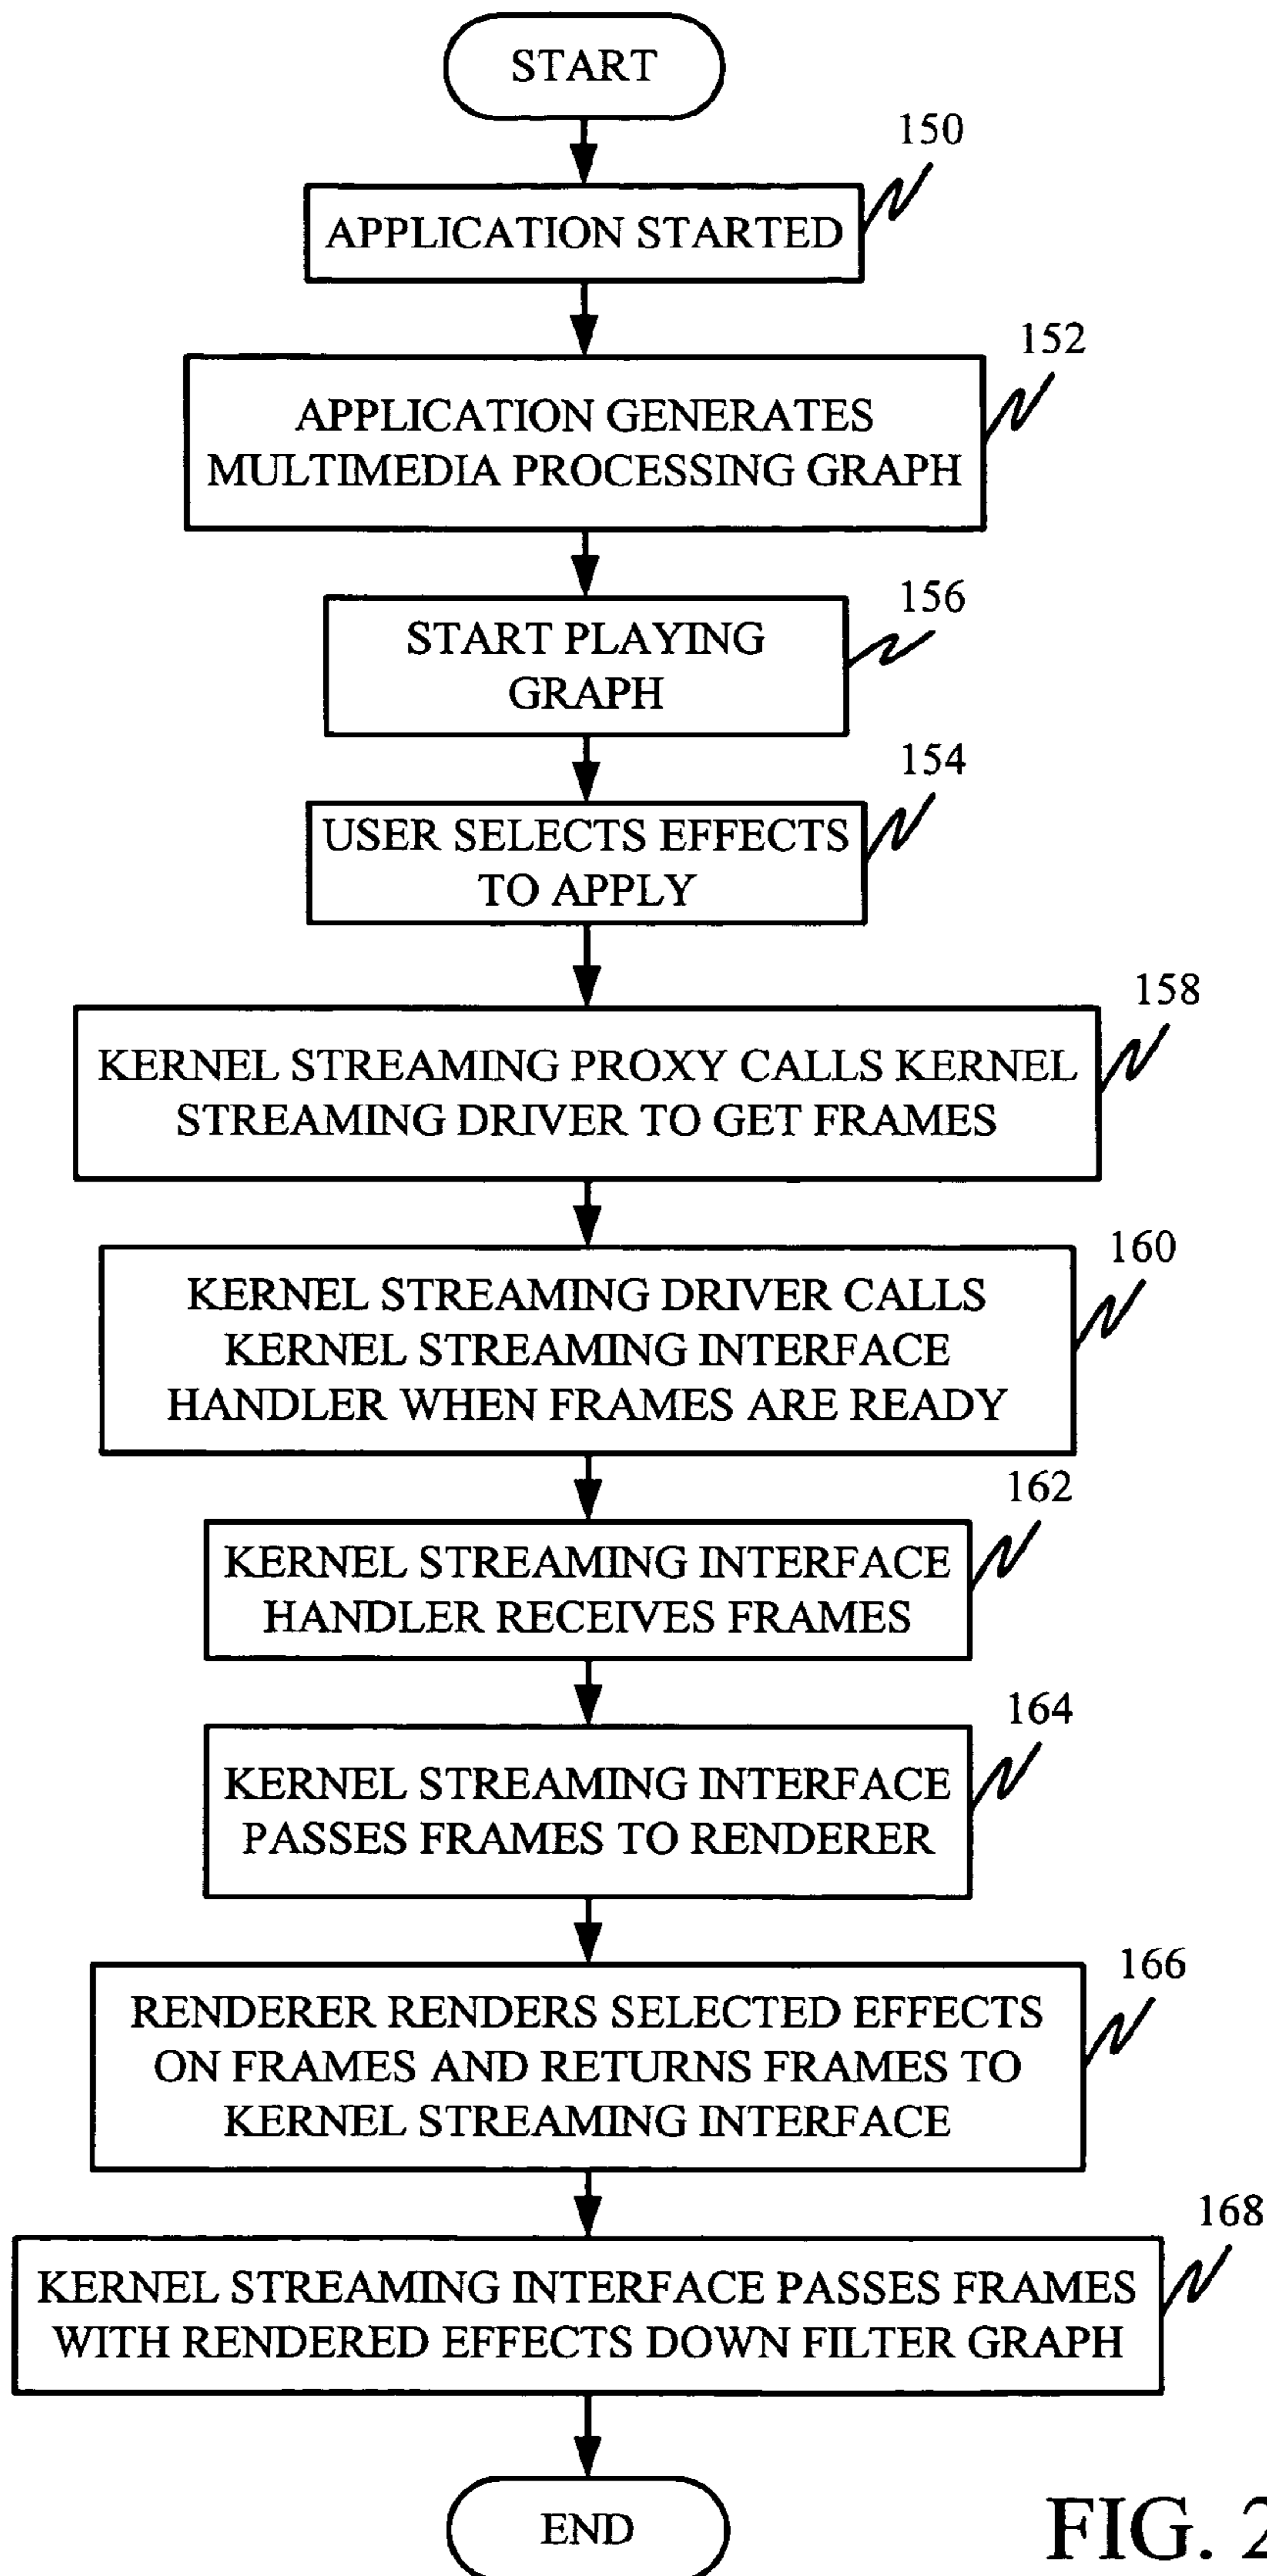 START
150
APPLICATION STARTED
152
APPLICATION GENERATES
MULTIMEDIA PROCESSING GRAPH
156
START PLAYING
GRAPH
154
USER SELECTS EFFECTS
TO APPLY
158
KERNEL STREAMING PROXY CALLS KERNEL
STREAMING DRIVER TO GET FRAMES
160
KERNEL STREAMING DRIVER CALLS
KERNEL STREAMING INTERFACE
HANDLER WHEN FRAMES ARE READY
162
KERNEL STREAMING INTERFACE
HANDLER RECEIVES FRAMES
164
KERNEL STREAMING INTERFACE
PASSES FRAMES TO RENDERER
166
RENDERER RENDERS SELECTED EFFECTS
ON FRAMES AND RETURNS FRAMES TO
KERNEL STREAMING INTERFACE
168
KERNEL STREAMING INTERFACE PASSES FRAMES
WITH RENDERED EFFECTS DOWN FILTER GRAPH
END
FIG. 2